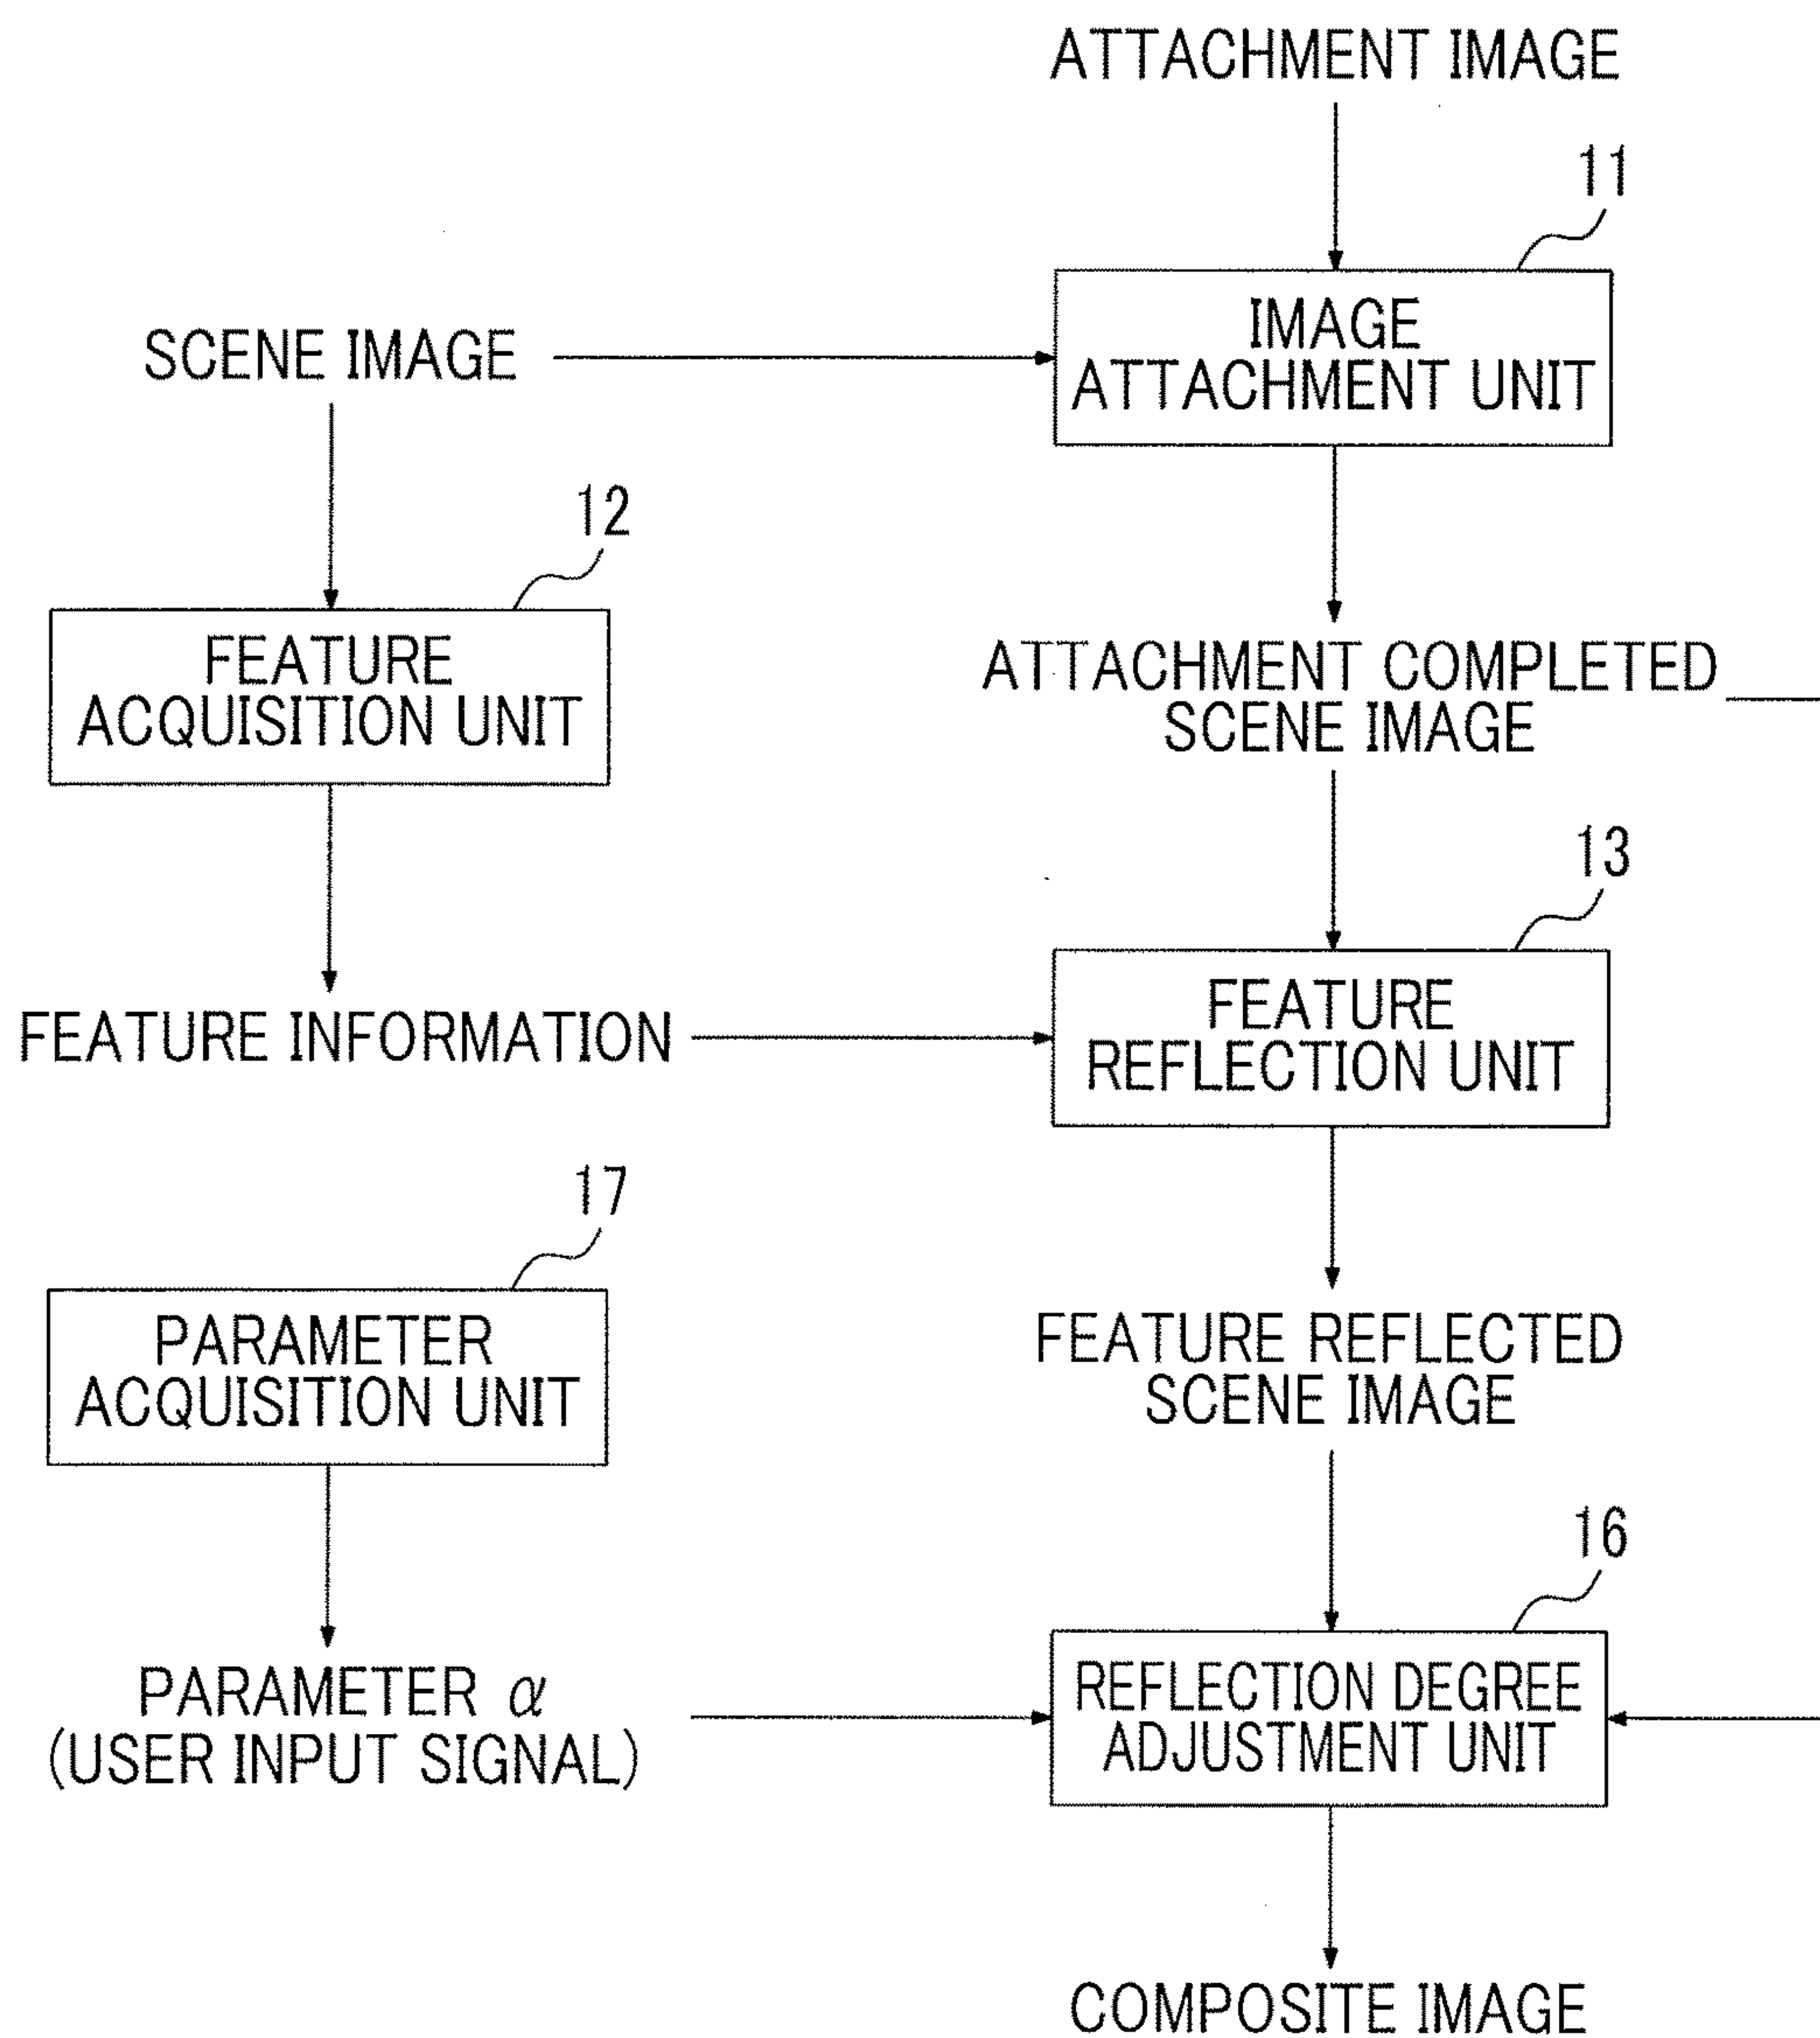 ATTACHMENT IMAGE
11
IMAGE
ATTACHMENT UNIT
SCENE IMAGE
12
FEATURE
ACQUISITION UNIT
ATTACHMENT COMPLETED
SCENE IMAGE
13
FEATURE
REFLECTION UNIT
FEATURE INFORMATION
17
PARAMETER
ACQUISITION UNIT
FEATURE REFLECTED
SCENE IMAGE
16
REFLECTION DEGREE
ADJUSTMENT UNIT
PARAMETER α
(USER INPUT SIGNAL)
COMPOSITE IMAGE